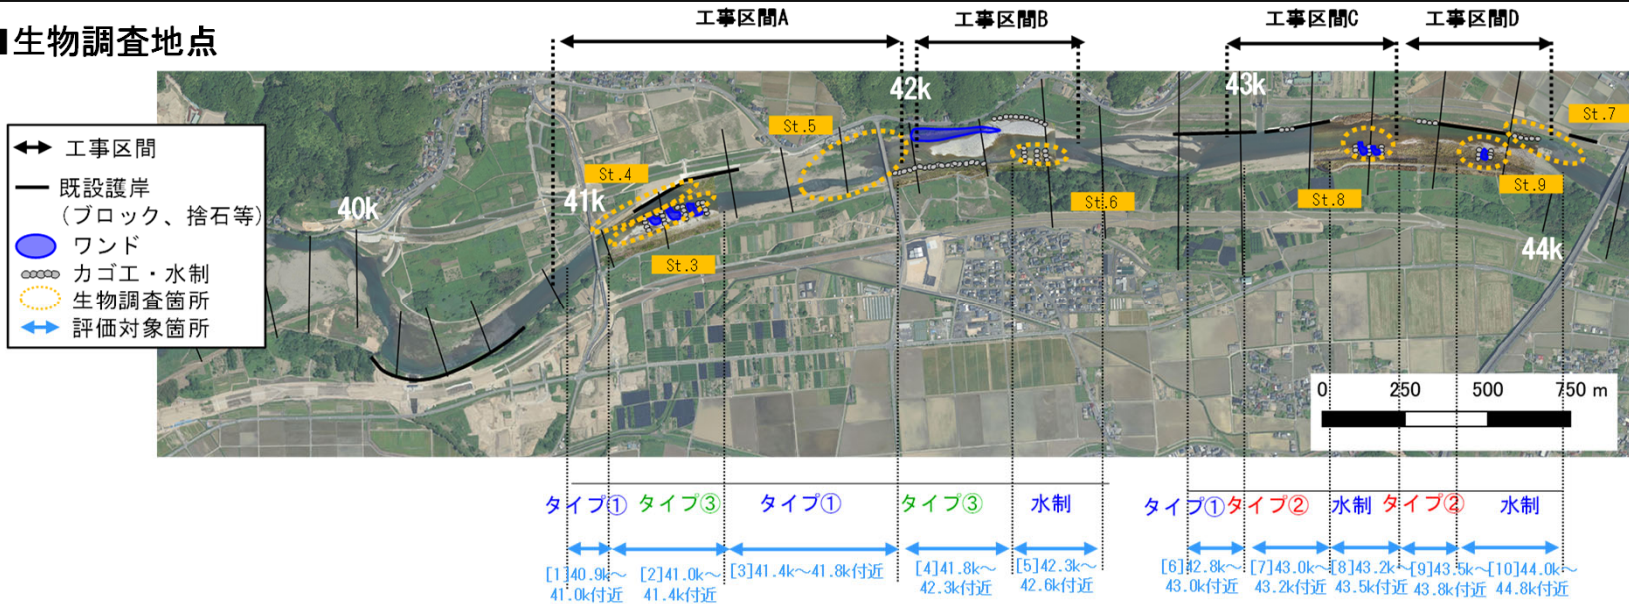 ■生物調査地点
工事区間A
工事区間B
工事区間C
工事区間D
工事区間
既設護岸
（ブロック、捨石等）
ワンド
カゴ工・水制
生物調査箇所
評価対象箇所
40k
41k
42k
43k
44k
St.4
St.5
St.3
St.6
St.8
St.9
St.7
0 250 500 750 m
タイプ① タイプ③ タイプ① タイプ③ 水制 タイプ① タイプ② 水制 タイプ② 水制
[1]40.9k～
41.0k付近
[2]41.0k～
41.4k付近
[3]41.4k～41.8k付近
[4]41.8k～
42.3k付近
[5]42.3k～
42.6k付近
[6]42.8k～
43.0k付近
[7]43.0k～
43.2k付近
[8]43.2k～
43.5k付近
[9]43.5k～
43.8k付近
[10]44.0k～
44.8k付近